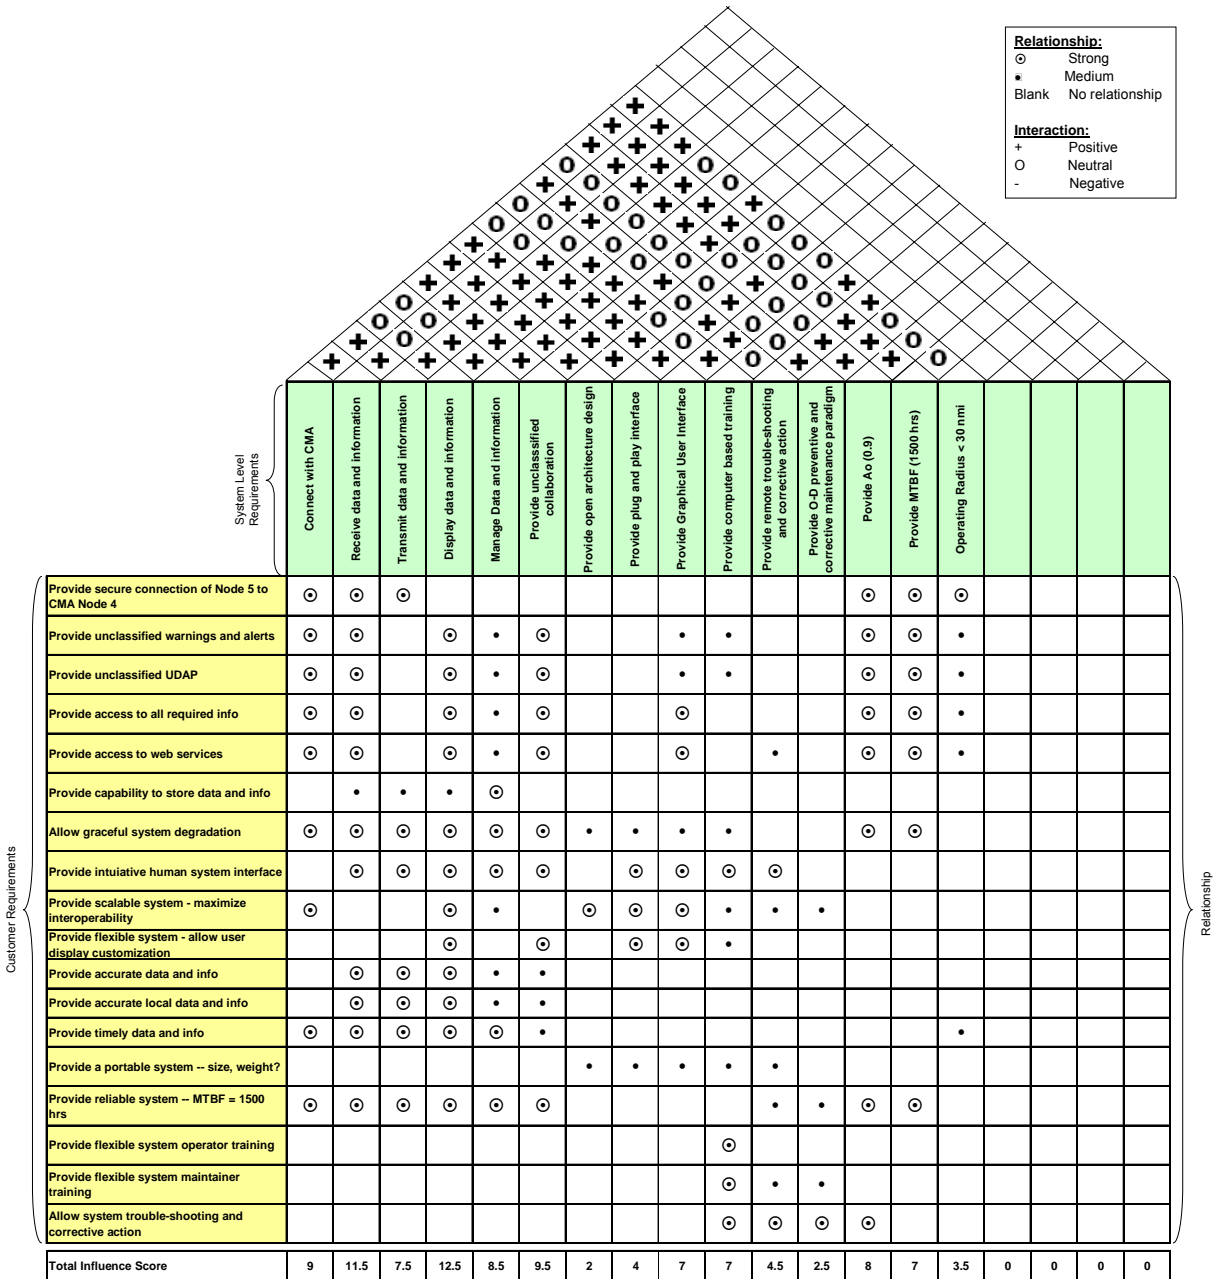 Relationship:
⊙ Strong
• Medium
Blank No relationship
Interaction:
+ Positive
O Neutral
- Negative
+
+ +
+ + +
O + + O
+ O + + O
O + O + + +
O O + O + + O
+ O O O O + O O
+ + + + O O O O O
+ + + + + + O + O +
O + + + + + O + O O +
O O + + + + O + O O + O
+ O + + + + + O + O + + O
+ + + + + + + + + O + + + O
System Level
Requirements
Connect with CMA
Receive data and information
Transmit data and information
Display data and information
Manage Data and information
Provide unclasssified
collaboration
Provide open architecture design
Provide plug and play interface
Provide Graphical User Interface
Provide computer based training
Provide remote trouble-shooting
and corrective action
Provide O-D preventive and
corrective maintenance paradigm
Povide Ao (0.9)
Provide MTBF (1500 hrs)
Operating Radius < 30 nmi
Customer Requirements
Relationship
Provide secure connection of Node 5 to
CMA Node 4 ⊙ ⊙ ⊙ ⊙ ⊙ ⊙
Provide unclassified warnings and alerts ⊙ ⊙ ⊙ • ⊙ • • ⊙ ⊙ •
Provide unclassified UDAP ⊙ ⊙ ⊙ • ⊙ • • ⊙ ⊙ •
Provide access to all required info ⊙ ⊙ ⊙ • ⊙ ⊙ ⊙ ⊙ •
Provide access to web services ⊙ ⊙ ⊙ • ⊙ ⊙ • ⊙ ⊙ •
Provide capability to store data and info • • • ⊙
Allow graceful system degradation ⊙ ⊙ ⊙ ⊙ ⊙ ⊙ • • • • ⊙ ⊙
Provide intuiative human system interface ⊙ ⊙ ⊙ ⊙ ⊙ ⊙ ⊙ ⊙ ⊙
Provide scalable system - maximize
interoperability ⊙ ⊙ • ⊙ ⊙ ⊙ • • •
Provide flexible system - allow user
display customization ⊙ ⊙ ⊙ ⊙ •
Provide accurate data and info ⊙ ⊙ ⊙ • •
Provide accurate local data and info ⊙ ⊙ ⊙ • •
Provide timely data and info ⊙ ⊙ ⊙ ⊙ ⊙ • •
Provide a portable system -- size, weight? • • • • •
Provide reliable system -- MTBF = 1500
hrs ⊙ ⊙ ⊙ ⊙ ⊙ ⊙ • • ⊙ ⊙
Provide flexible system operator training ⊙
Provide flexible system maintainer
training ⊙ • •
Allow system trouble-shooting and
corrective action ⊙ ⊙ ⊙ ⊙
Total Influence Score 9 11.5 7.5 12.5 8.5 9.5 2 4 7 7 4.5 2.5 8 7 3.5 0 0 0 0